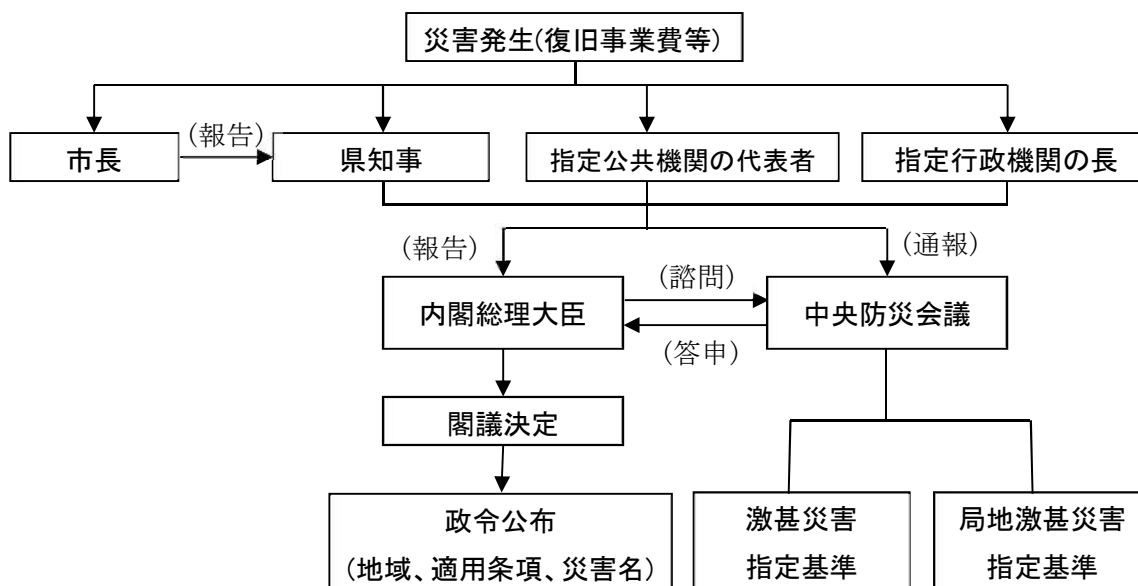 災害発生(復旧事業費等)
市長
(報告)
県知事
指定公共機関の代表者
指定行政機関の長
(報告)
(通報)
内閣総理大臣
(諮問)
(答申)
中央防災会議
閣議決定
政令公布
(地域、適用条項、災害名)
激甚災害
指定基準
局地激甚災害
指定基準